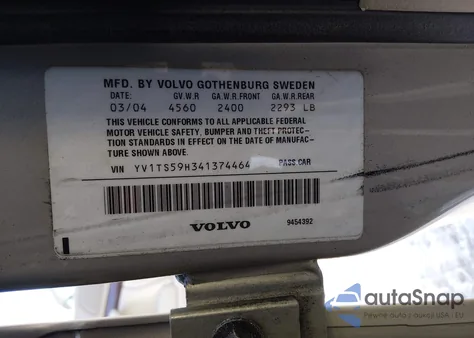 MFD. BY VOLVO GOTHENBURG SWEDEN
DATE: GV.W.R GA.W.R.FRONT GA.W.R.REAR
03/04 4560 2400 2293 LB
THIS VEHICLE CONFORMS TO ALL APPLICABLE FEDERAL
MOTOR VEHICLE SAFETY, BUMPER AND THEFT PROTEC-
TION STANDARDS IN EFFECT ON THE DATE OF MANUFAC-
TURE SHOWN ABOVE.
VIN YV1TS59H341374464 PASS CAR
VOLVO 9454392
autoSnap